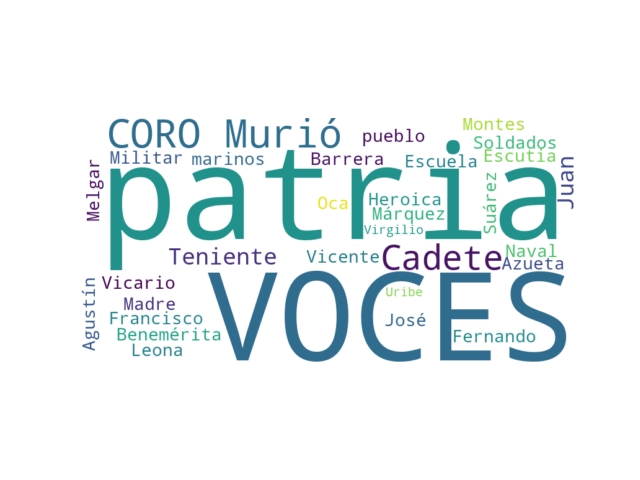 CORO Murió pueblo Montes
Soldados
Melgar Militar marinos Barrera Escuela Escutia Juan
patria
Oca Heroica Suárez
Márquez
Virgilio
Teniente Vicente Cadete Naval
Azueta
Agustín Vicario VOCES
Madre Uribe
Francisco José
Benemérita Fernando
Leona